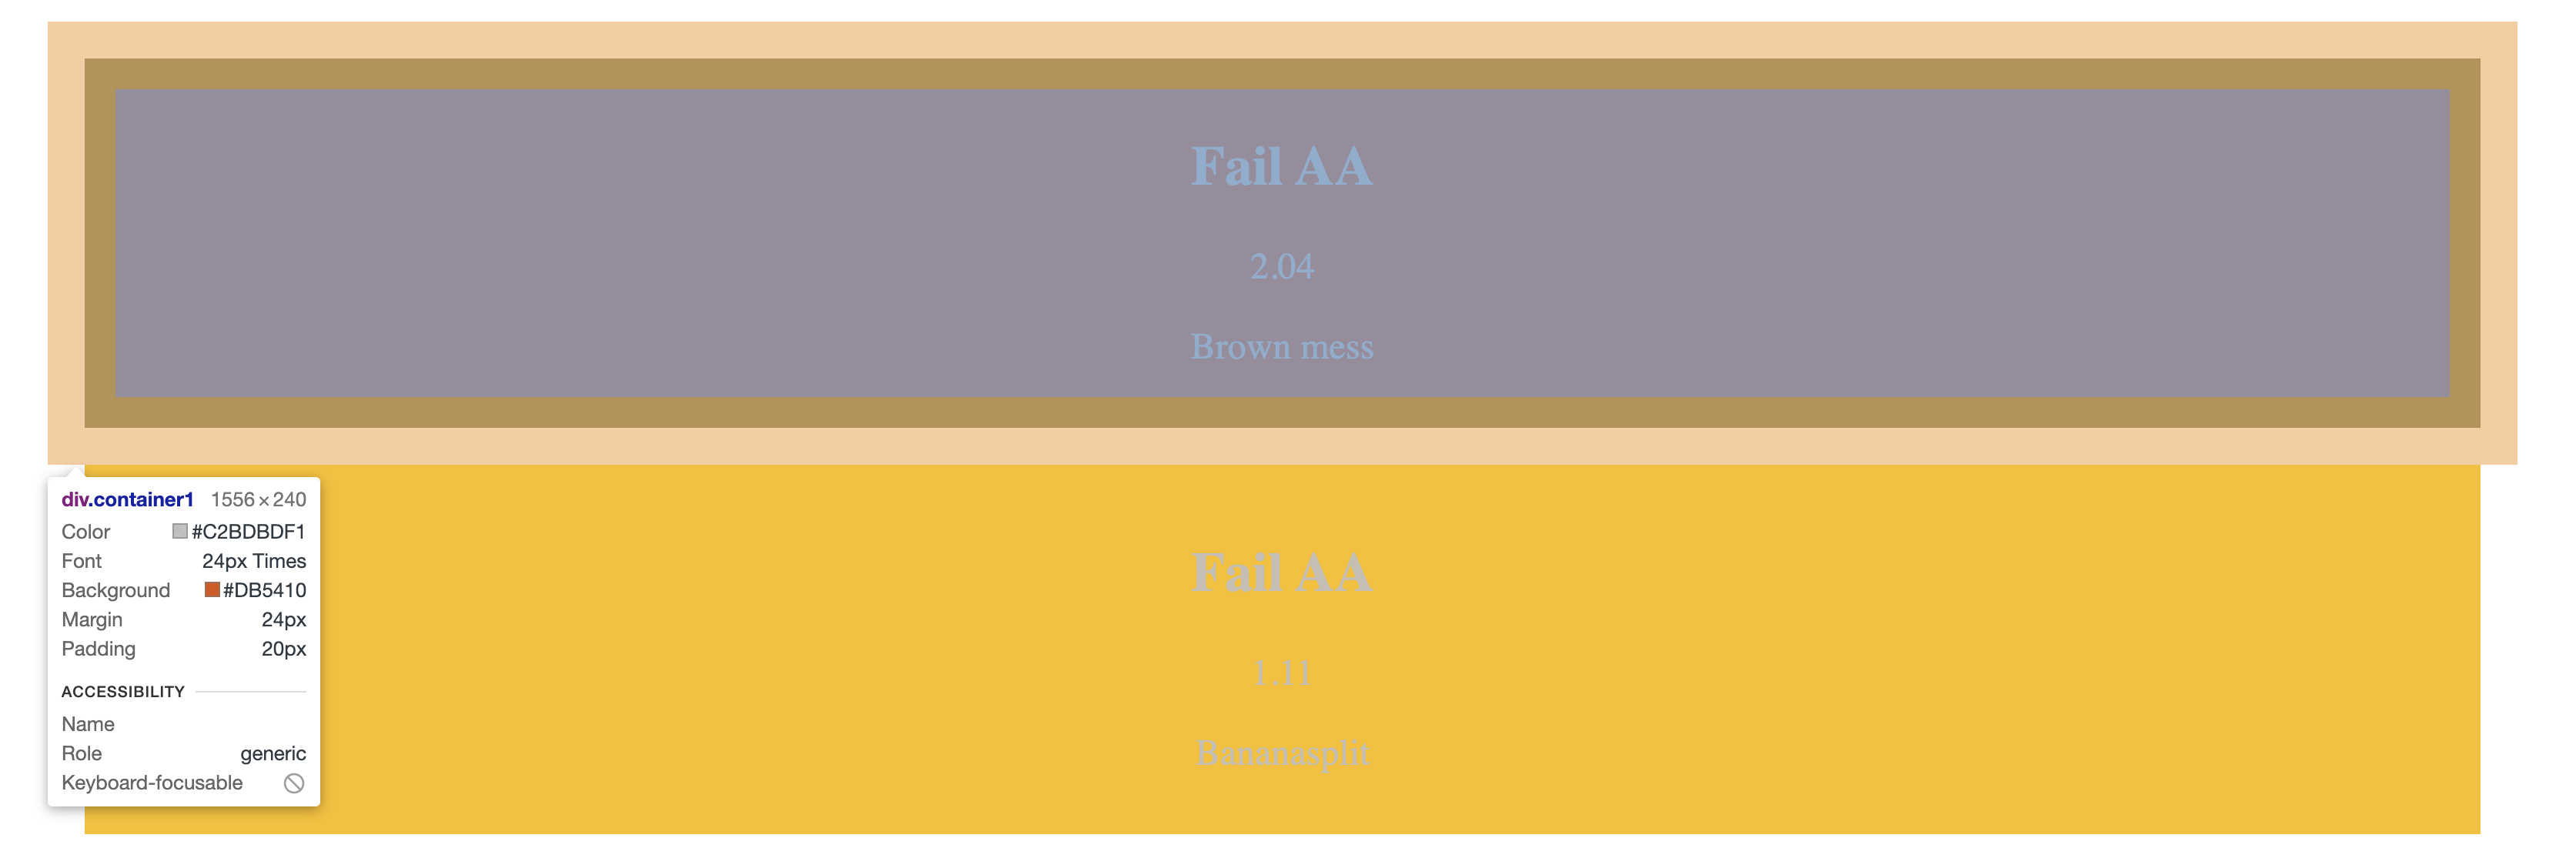 Fail AA
2.04
Brown mess
div.container1 1556×240
Color #C2BDBDF1
Font 24px Times
Background #DB5410
Margin 24px
Padding 20px
ACCESSIBILITY
Name
Role generic
Keyboard-focusable
Fail AA
1.11
Bananasplit